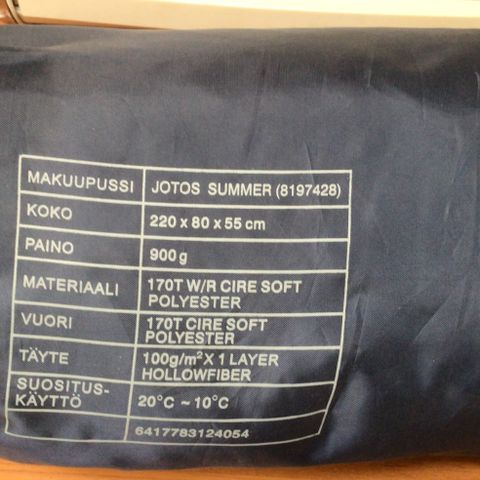 MAKUUPUSSI JOTOS SUMMER (8197428)
KOKO 220 x 80 x 55 cm
PAINO 900 g
MATERIAALI 170T W/R CIRE SOFT
POLYESTER
VUORI 170T CIRE SOFT
POLYESTER
TÄYTE 100g/m² X 1 LAYER
HOLLOWFIBER
SUOSITUS-
KÄYTTÖ 20°C ~ 10°C
6417783124054